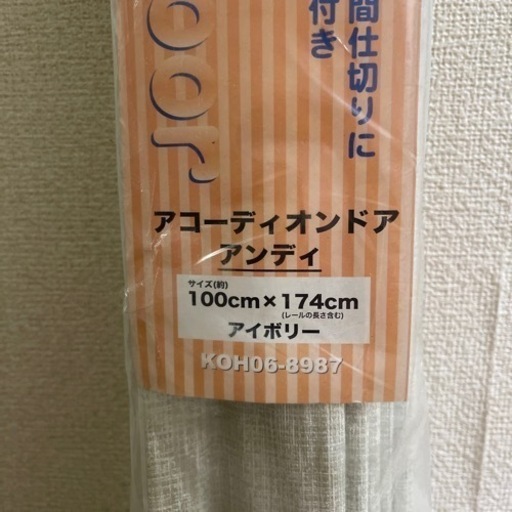 間仕切りに
付き
oor
アコーディオンドア
アンディ
サイズ(約)
100cm×174cm
(レールの長さ含む)
アイボリー
KOH06-8987